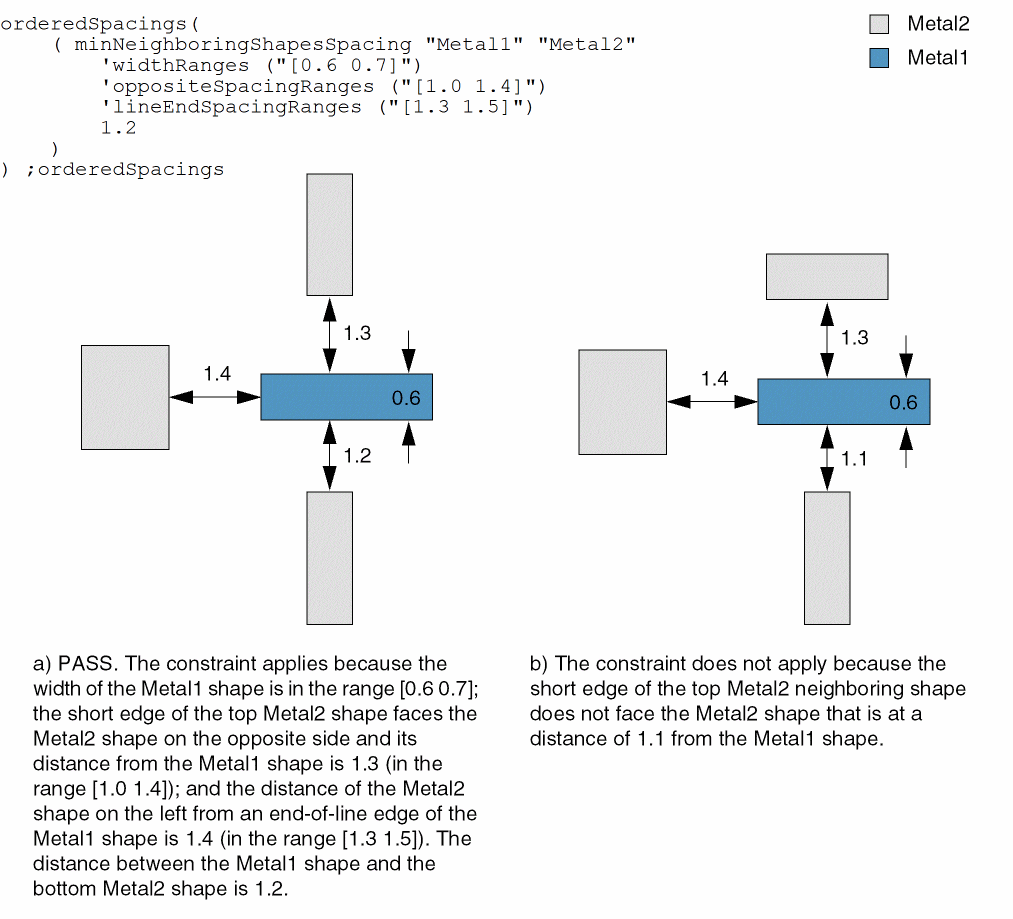 orderedSpacings(
    ( minNeighboringShapesSpacing "Metal1" "Metal2"
        'widthRanges ("[0.6 0.7]")
        'oppositeSpacingRanges ("[1.0 1.4]")
        'lineEndSpacingRanges ("[1.3 1.5]")
        1.2
    )
) ;orderedSpacings
Metal2
Metal1
1.3
1.4
0.6
1.2
1.3
1.4
0.6
1.1
a) PASS. The constraint applies because the
width of the Metal1 shape is in the range [0.6 0.7];
the short edge of the top Metal2 shape faces the
Metal2 shape on the opposite side and its
distance from the Metal1 shape is 1.3 (in the
range [1.0 1.4]); and the distance of the Metal2
shape on the left from an end-of-line edge of the
Metal1 shape is 1.4 (in the range [1.3 1.5]). The
distance between the Metal1 shape and the
bottom Metal2 shape is 1.2.
b) The constraint does not apply because the
short edge of the top Metal2 neighboring shape
does not face the Metal2 shape that is at a
distance of 1.1 from the Metal1 shape.